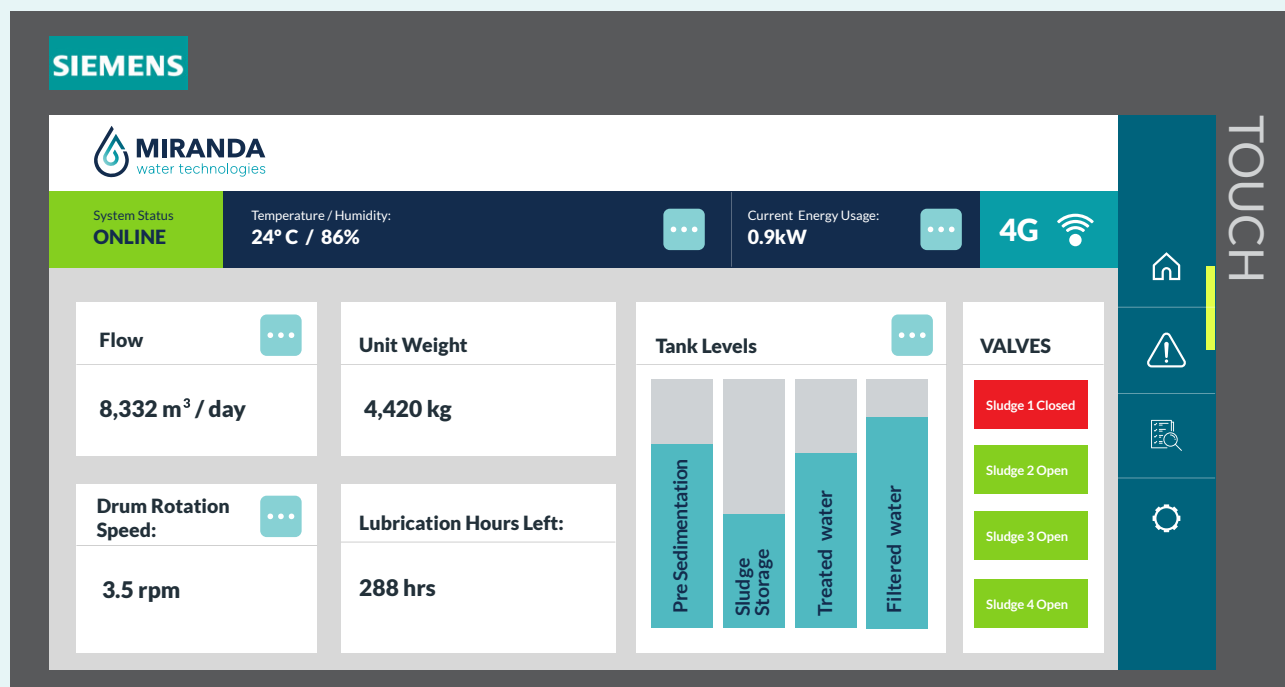 SIEMENS
TOUCH
MIRANDA
water technologies
System Status
ONLINE
Temperature / Humidity:
24° C / 86%
Current Energy Usage:
0.9kW
4G
Flow
8,332 m³ / day
Unit Weight
4,420 kg
Drum Rotation
Speed:
3.5 rpm
Lubrication Hours Left:
288 hrs
Tank Levels
Pre Sedimentation
Sludge
Storage
Treated water
Filtered water
VALVES
Sludge 1 Closed
Sludge 2 Open
Sludge 3 Open
Sludge 4 Open